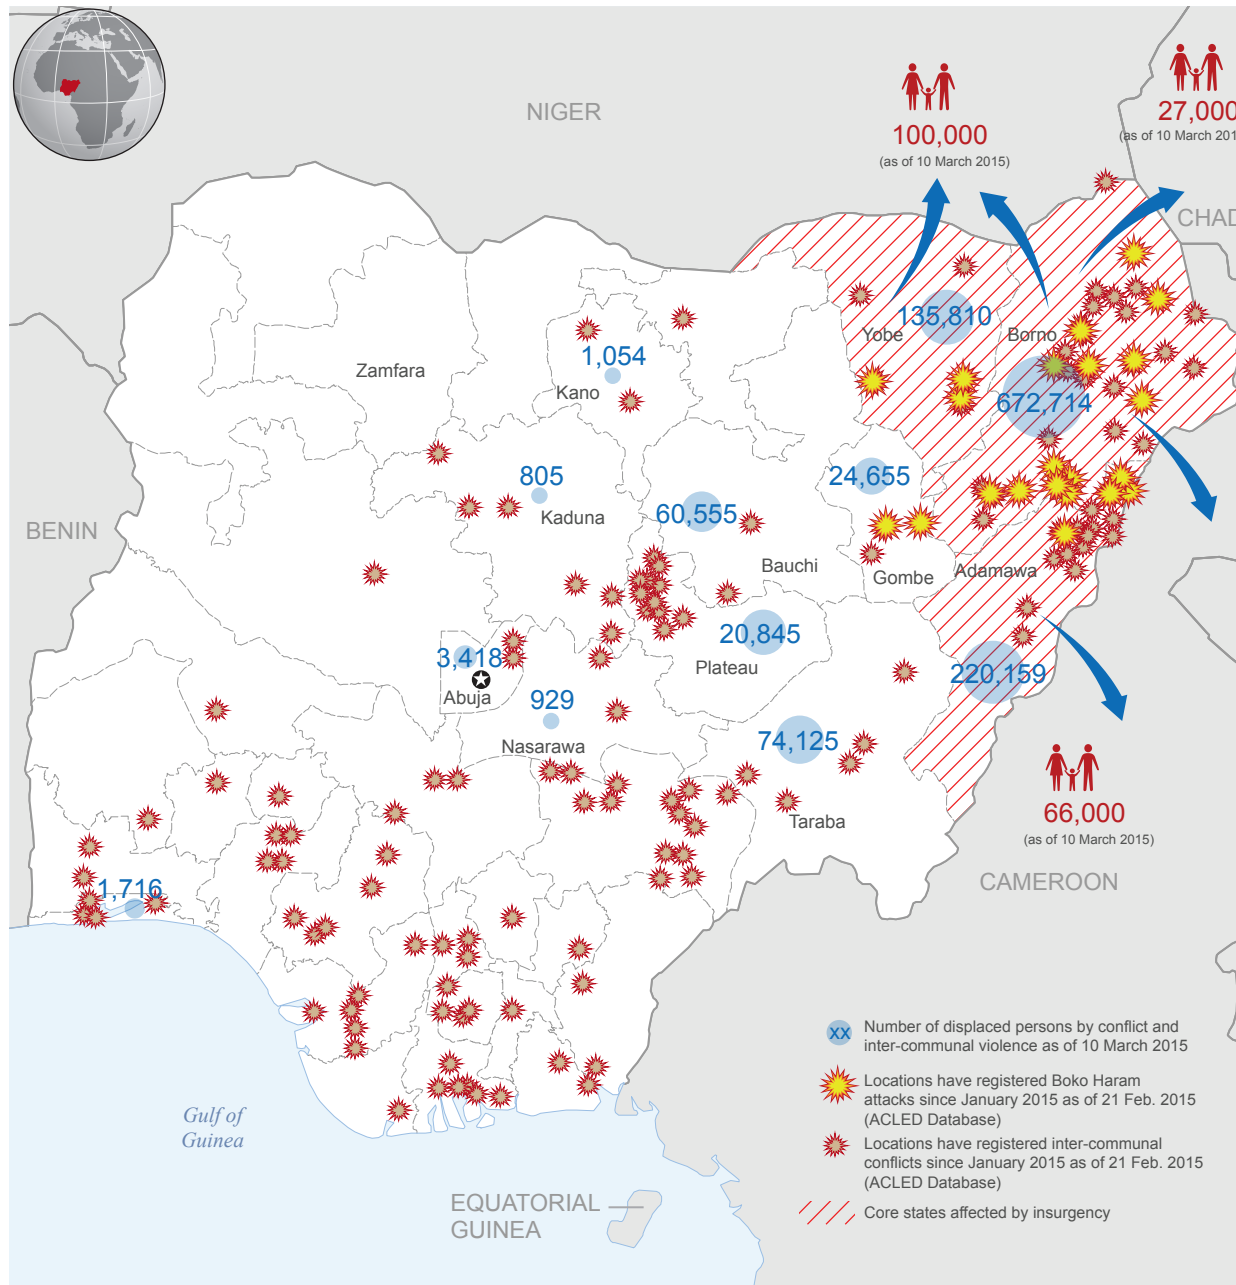 NIGER
100,000
(as of 10 March 2015)
27,000
(as of 10 March 201
CHAD
135,810
Yobe
Borno
1,054
Kano
Zamfara
672,714
805
Kaduna
24,655
60,555
BENIN
Bauchi
Gombe
Adamawa
20,845
Plateau
3,418
Abuja
220,159
929
Nasarawa
74,125
Taraba
66,000
(as of 10 March 2015)
1,716
CAMEROON
XX
Number of displaced persons by conflict and
inter-communal violence as of 10 March 2015
Locations have registered Boko Haram
attacks since January 2015 as of 21 Feb. 2015
(ACLED Database)
Locations have registered inter-communal
conflicts since January 2015 as of 21 Feb. 2015
(ACLED Database)
Core states affected by insurgency
Gulf of
Guinea
EQUATORIAL
GUINEA